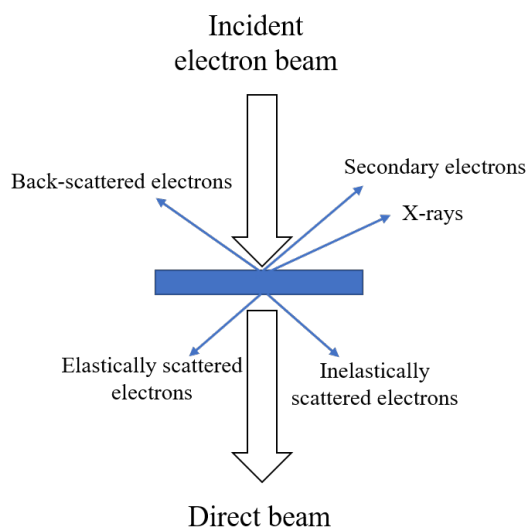 Incident
electron beam
Secondary electrons
Back-scattered electrons
X-rays
Elastically scattered
electrons
Inelastically
scattered electrons
Direct beam